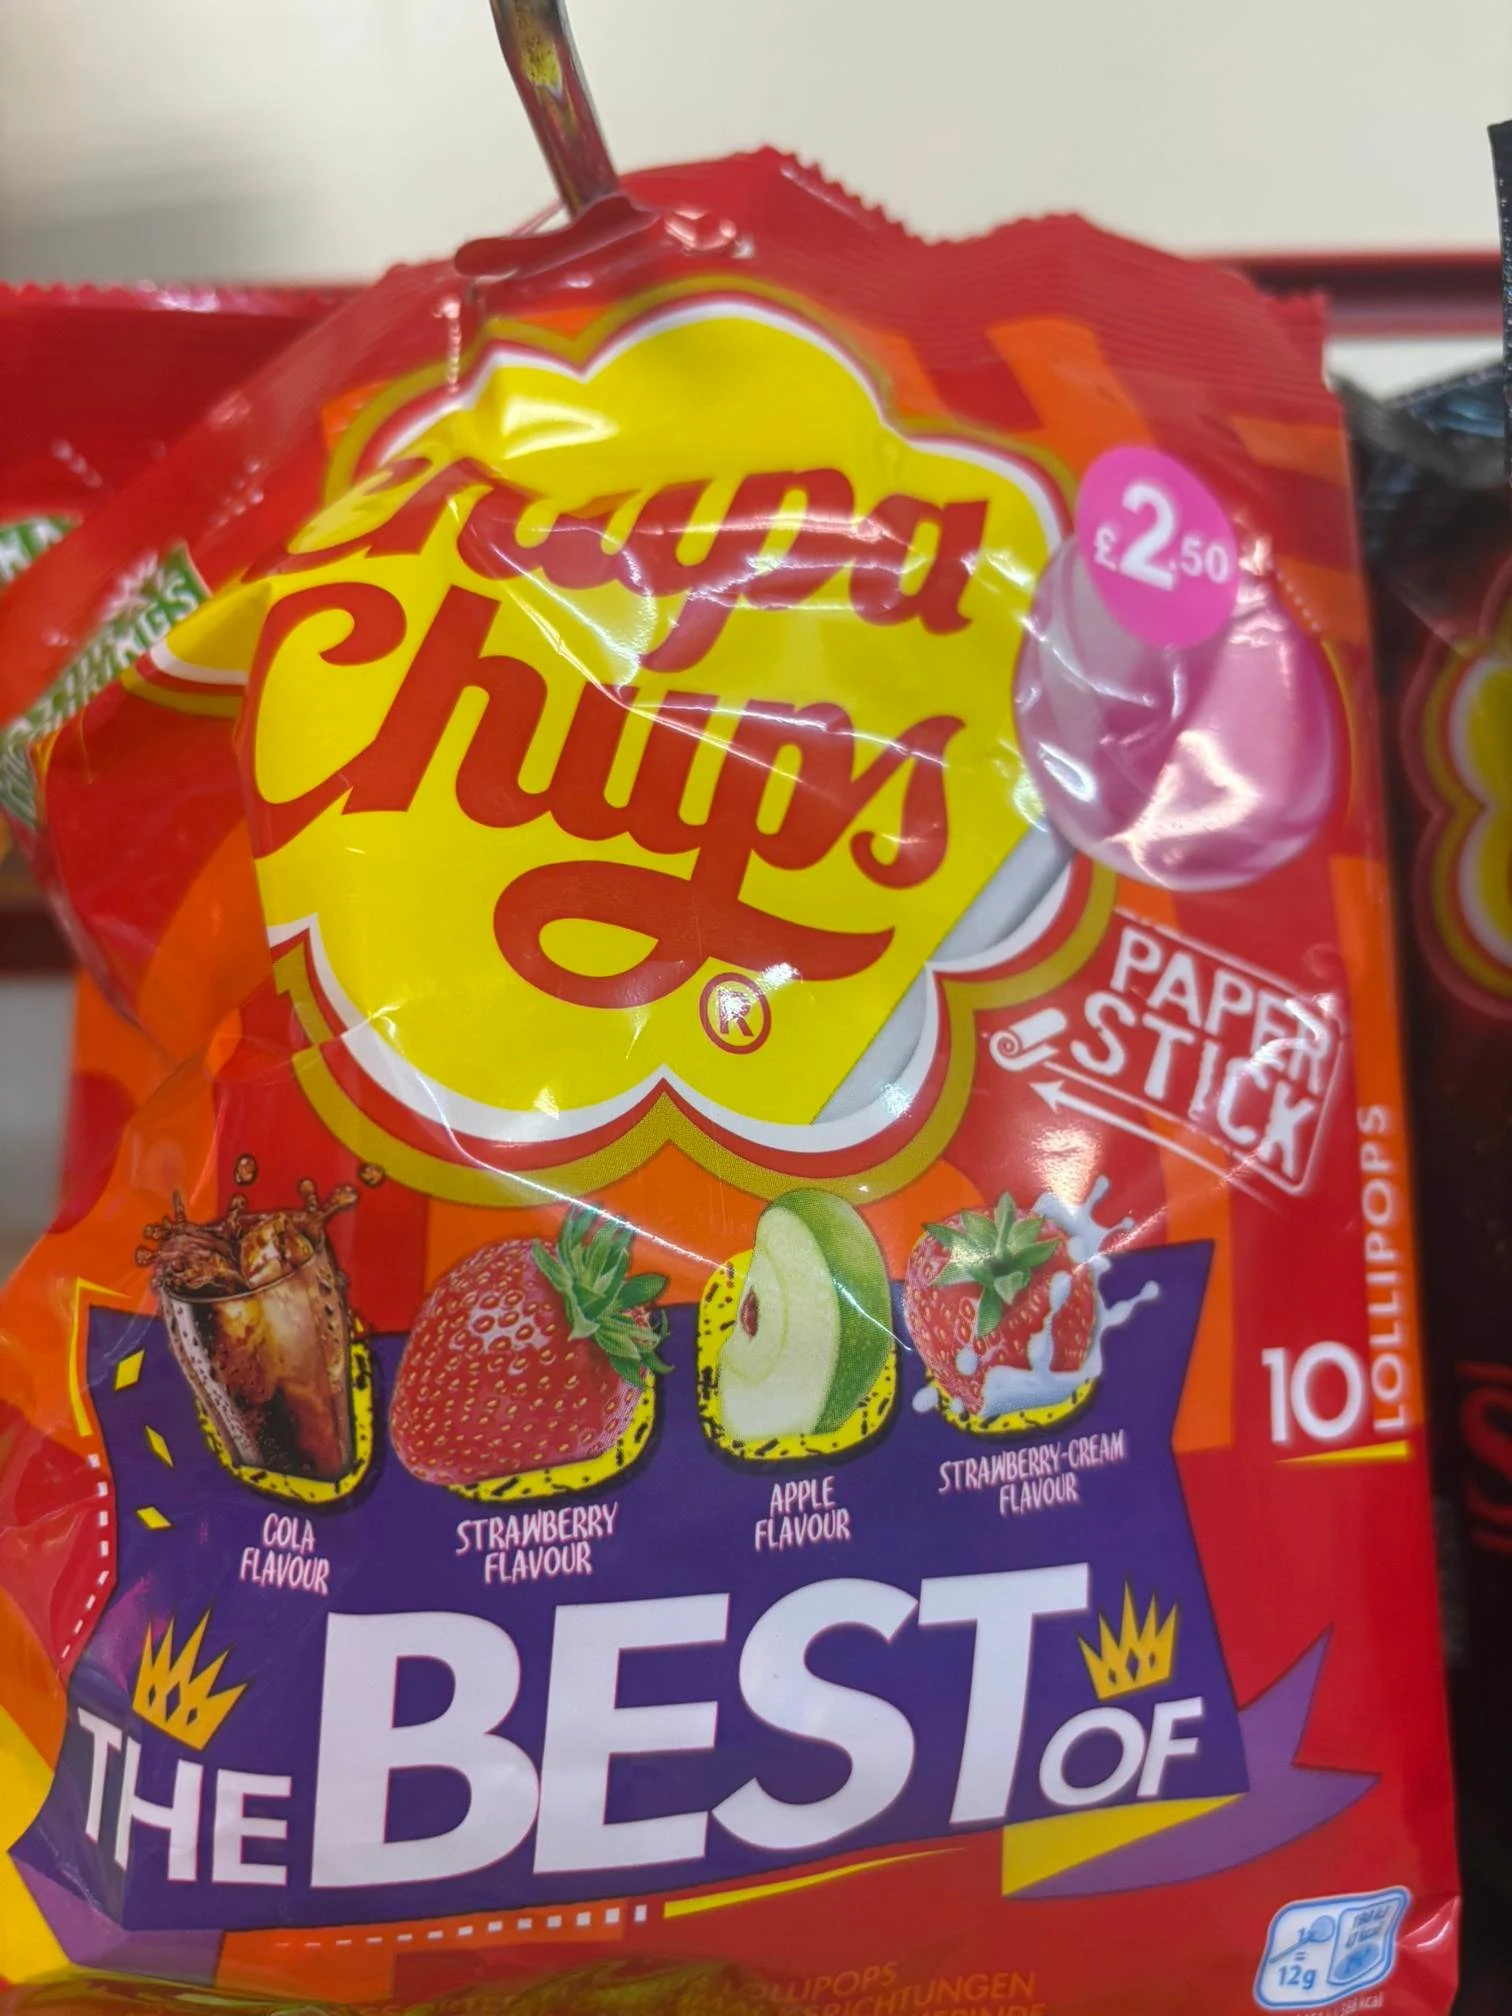 Chupa
Chups
®
£2.50
PAPER
STICK
10
LOLLIPOPS
COLA
FLAVOUR
STRAWBERRY
FLAVOUR
APPLE
FLAVOUR
STRAWBERRY-CREAM
FLAVOUR
THE BEST OF
=
12g